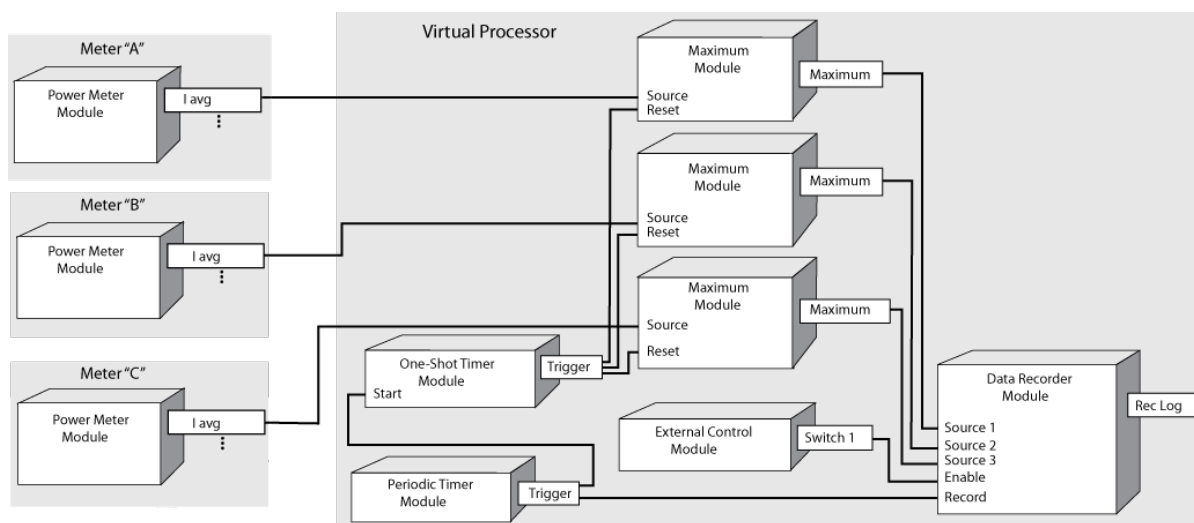 Virtual Processor
Meter "A"
Power Meter
Module
I avg
Meter "B"
Power Meter
Module
I avg
Meter "C"
Power Meter
Module
I avg
Maximum
Module
Source
Reset
Maximum
Maximum
Module
Source
Reset
Maximum
Maximum
Module
Source
Reset
Maximum
One-Shot Timer
Module
Start
Trigger
Periodic Timer
Module
Trigger
External Control
Module
Switch 1
Data Recorder
Module
Source 1
Source 2
Source 3
Enable
Record
Rec Log